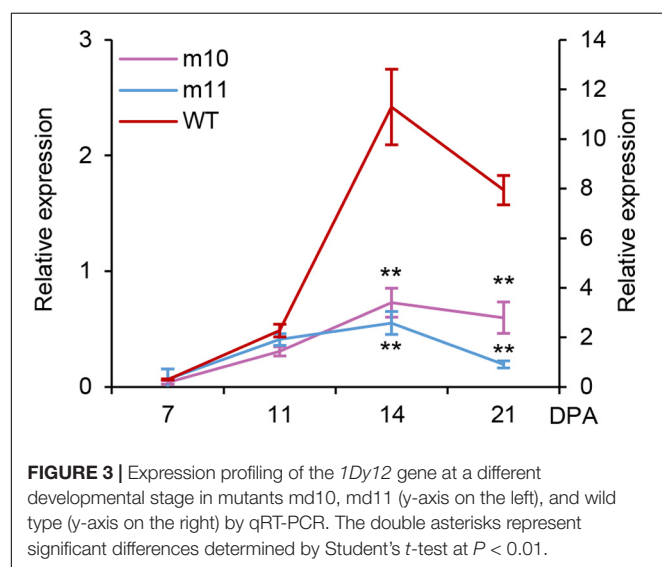 3
14
m10
m11
WT
12
10
2
8
Relative expression
Relative expression
6
**
**
1
4
**
**
2
0
0
7 11 14 21 DPA
FIGURE 3 | Expression profiling of the 1Dy12 gene at a different
developmental stage in mutants md10, md11 (y-axis on the left), and wild
type (y-axis on the right) by qRT-PCR. The double asterisks represent
significant differences determined by Student's t-test at P < 0.01.